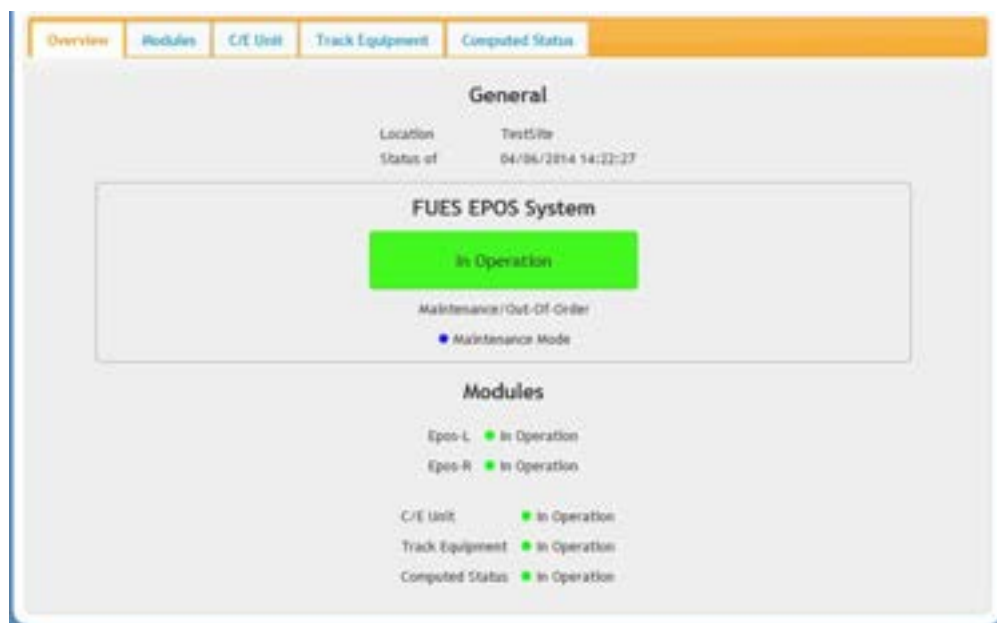 Overview Modules C/E Unit Track Equipment Computed Status
General
Location TestSite
Status of 04/06/2014 14:22:27
FUES EPOS System
In Operation
Maintenance/Out-Of-Order
Maintenance Mode
Modules
Epos-L In Operation
Epos-R In Operation
C/E Unit In Operation
Track Equipment In Operation
Computed Status In Operation